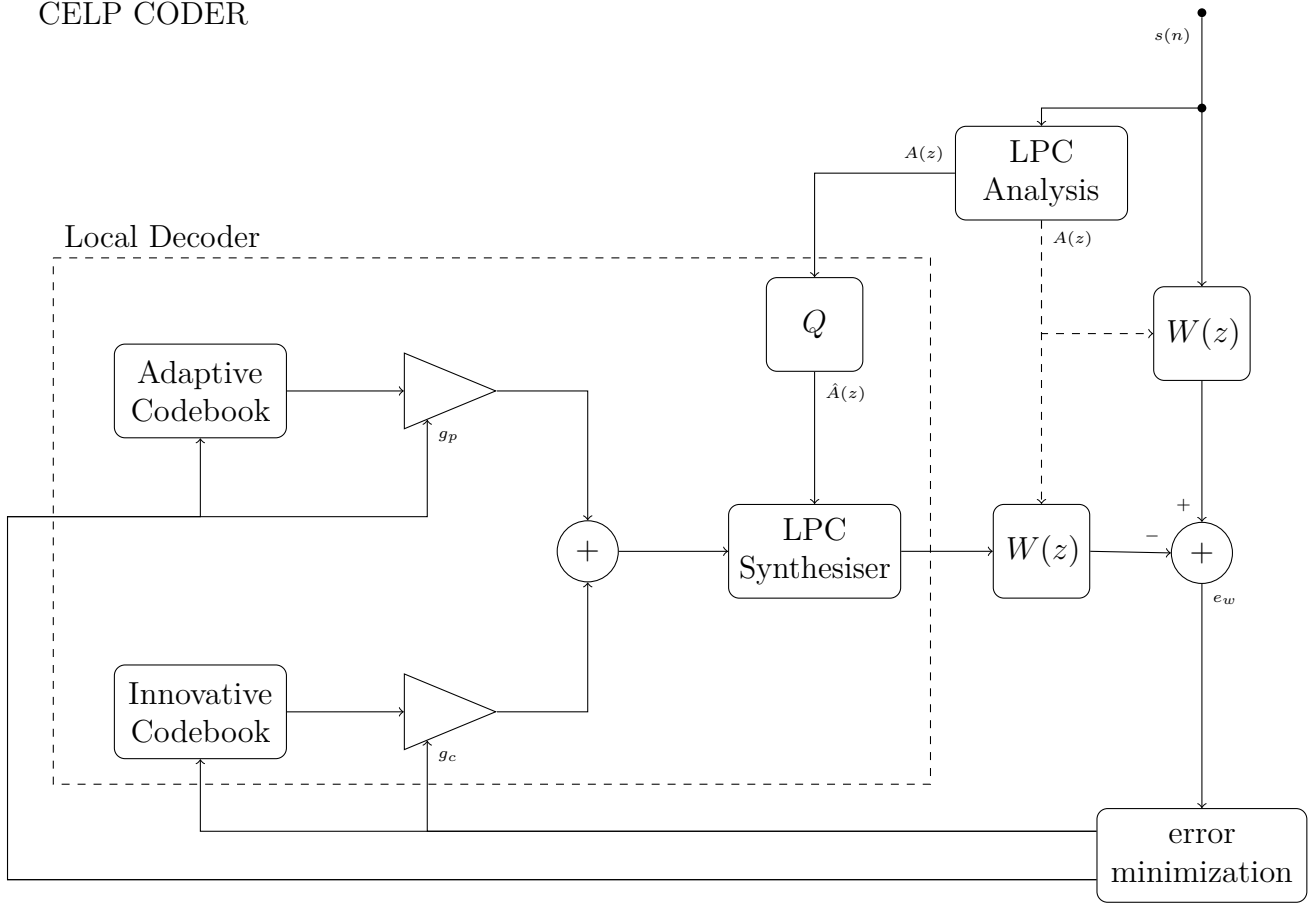 CELP CODER
s(n)
LPC
Analysis
A(z)
A(z)
Local Decoder
Q
W(z)
Adaptive
Codebook
Â(z)
g_p
+
−
LPC
Synthesiser
W(z)
+
+
e_w
Innovative
Codebook
g_c
error
minimization